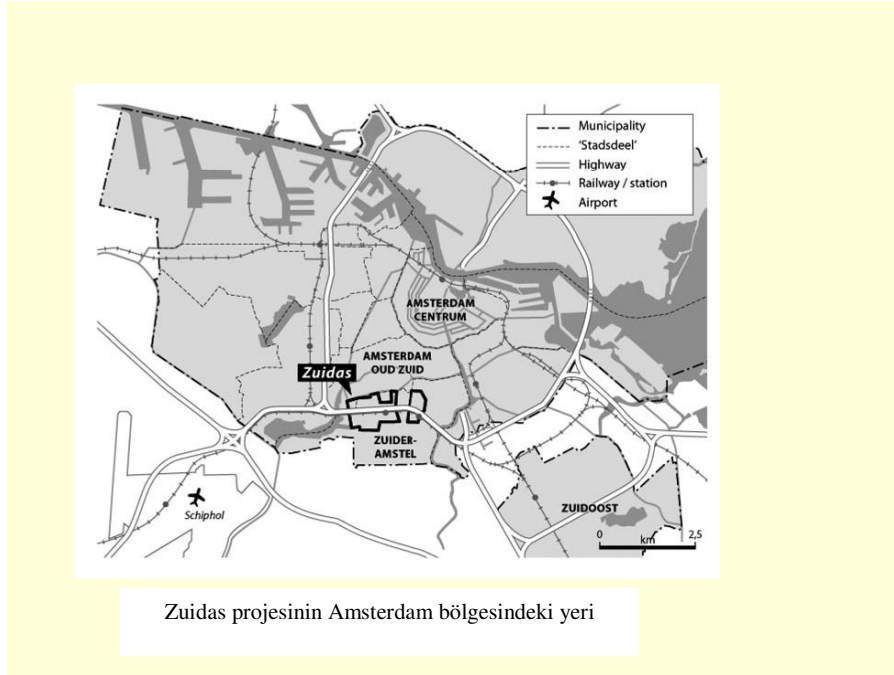 Municipality
'Stadsdeel'
Highway
Railway / station
Airport
AMSTERDAM
CENTRUM
AMSTERDAM
OUD ZUID
Zuidas
ZUIDER-
AMSTEL
Schiphol
ZUIDOOST
0 km 2,5
Zuidas projesinin Amsterdam bölgesindeki yeri